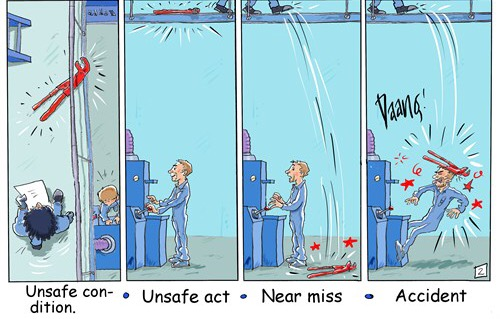 Daang!
2
Unsafe con-
dition.
Unsafe act
Near miss
Accident